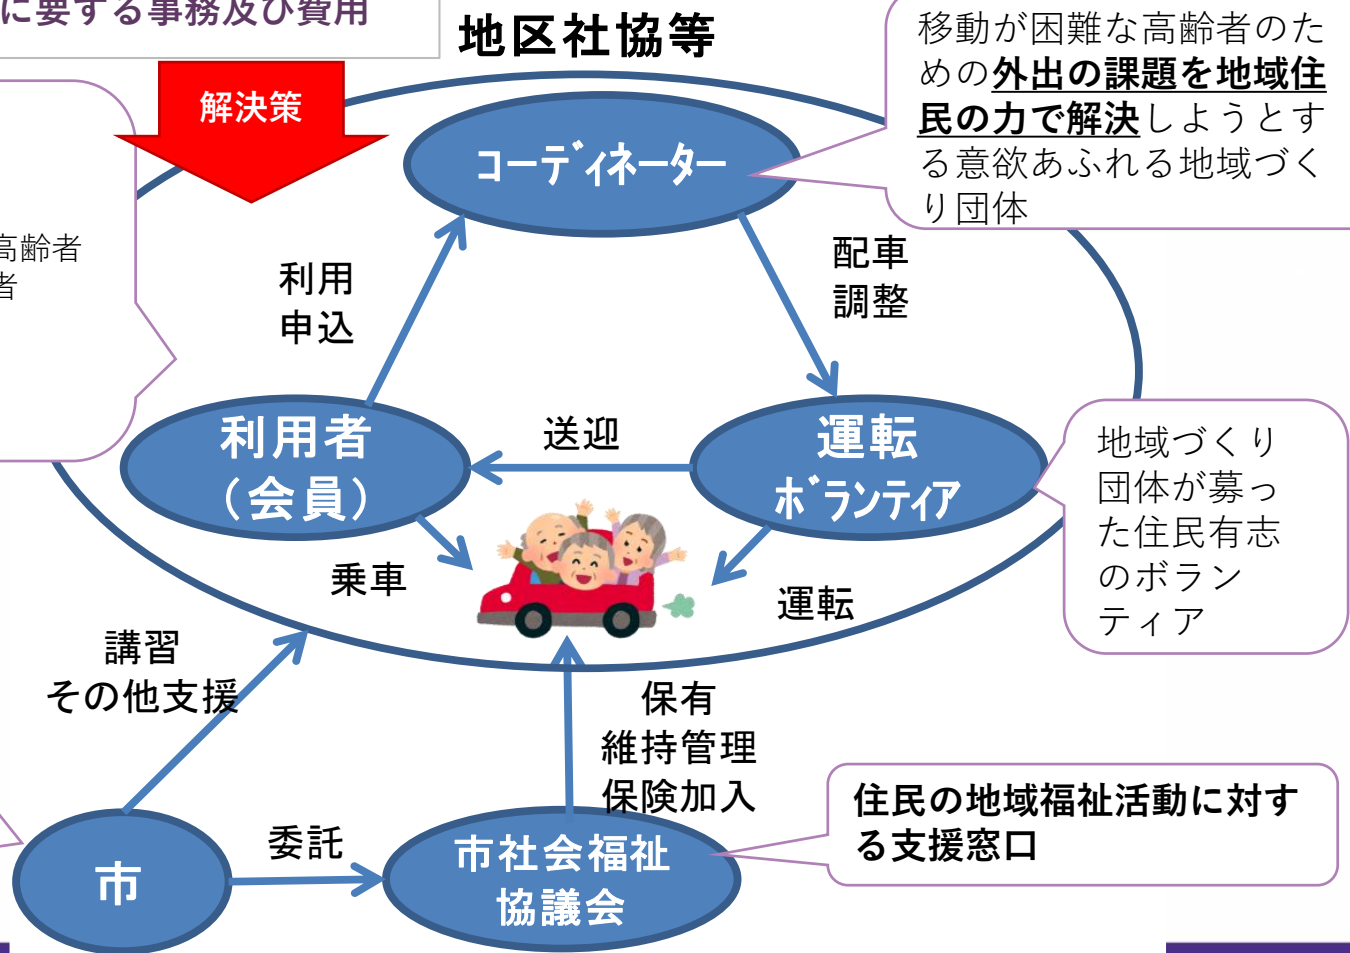 に要する事務及び費用
地区社協等
移動が困難な高齢者のた
めの外出の課題を地域住
民の力で解決しようとす
る意欲あふれる地域づく
り団体
解決策
コーディネーター
高齢者
者
利用
申込
配車
調整
利用者
（会員）
送迎
運転
ボランティア
地域づくり
団体が募っ
た住民有志
のボラン
ティア
乗車
運転
講習
その他支援
保有
維持管理
保険加入
住民の地域福祉活動に対す
る支援窓口
市
委託
市社会福祉
協議会